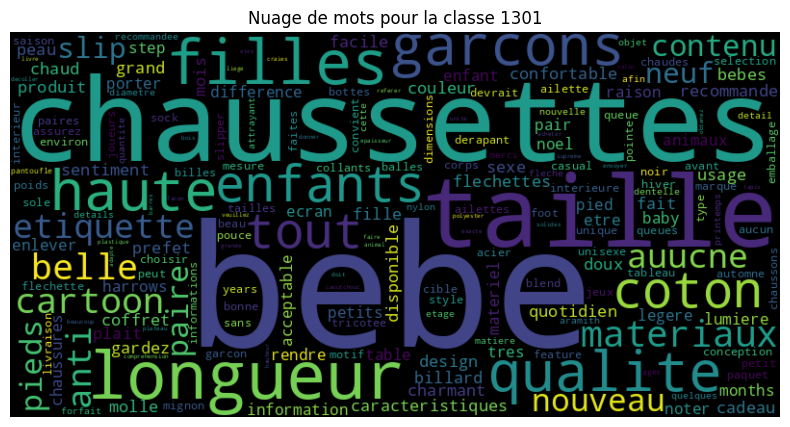 Nuage de mots pour la classe 1301
saison recommandee slip filles garcons contenu
peau step facile neuf
chaud grand mois enfant chaudes selection
produit porter difference bottes confortable objet bebes
couleur devrait ailette afin raison recommande
chaussettes
interieur diametre attrayant nouvelle detail
paires sock faites cette pair queue
assurez joueurs slipper convient dimensions derapant noel pointe emballage
environ quantite animaux
pantoufle sentiment mesure collants balles corps casual avant usage
haute billes enfants sexe noir taille
poids tailles flechettes interieure hiver dentelle marque
sole ecran fille ailettes pied fait type
details nylon foot etre baby
etiquette tout beau unique queues aucun
enlever prefet pouce polyester unisexe doux auucne
belle choisir disponible acier tableau automne chaussons
flechette peut years cible blend jeux
cartoon harrows informations bonne style materiel coton
paire acceptable sans petits quotidien
coffret tricotee etage aramith legere lumiere
livraison plait rendre matiere materiaux
pieds chaussures anti gardez garcon motif table tres feature conception
design petit
longueur billard qualite paquet
mignon charmant months
molle information caracteristiques nouveau noter cadeau
forfait quelques